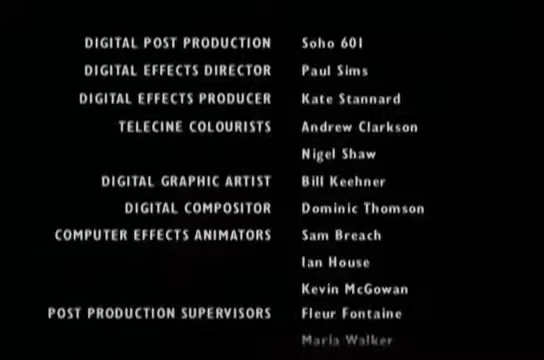 DIGITAL POST PRODUCTION Soho 601
DIGITAL EFFECTS DIRECTOR Paul Sims
DIGITAL EFFECTS PRODUCER Kate Stannard
TELECINE COLOURISTS Andrew Clarkson
Nigel Shaw
DIGITAL GRAPHIC ARTIST Bill Keehner
DIGITAL COMPOSITOR Dominic Thomson
COMPUTER EFFECTS ANIMATORS Sam Breach
Ian House
Kevin McGowan
POST PRODUCTION SUPERVISORS Fleur Fontaine
Maria Walker